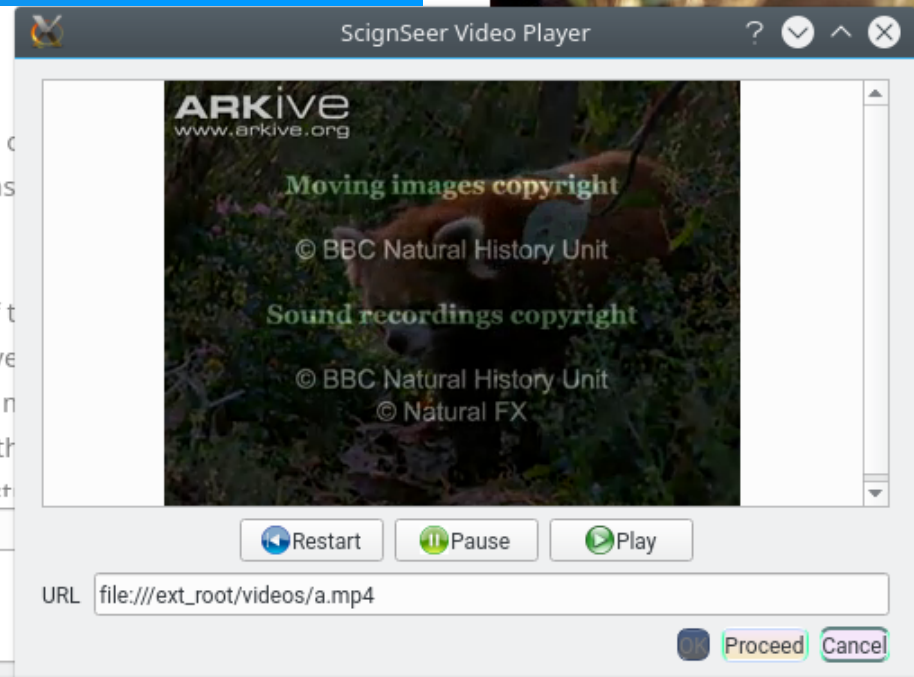 ScignSeer Video Player
ARKive
www.arkive.org
Moving images copyright
© BBC Natural History Unit
Sound recordings copyright
© BBC Natural History Unit
© Natural FX
Restart Pause Play
URL file:///ext_root/videos/a.mp4
OK Proceed Cancel